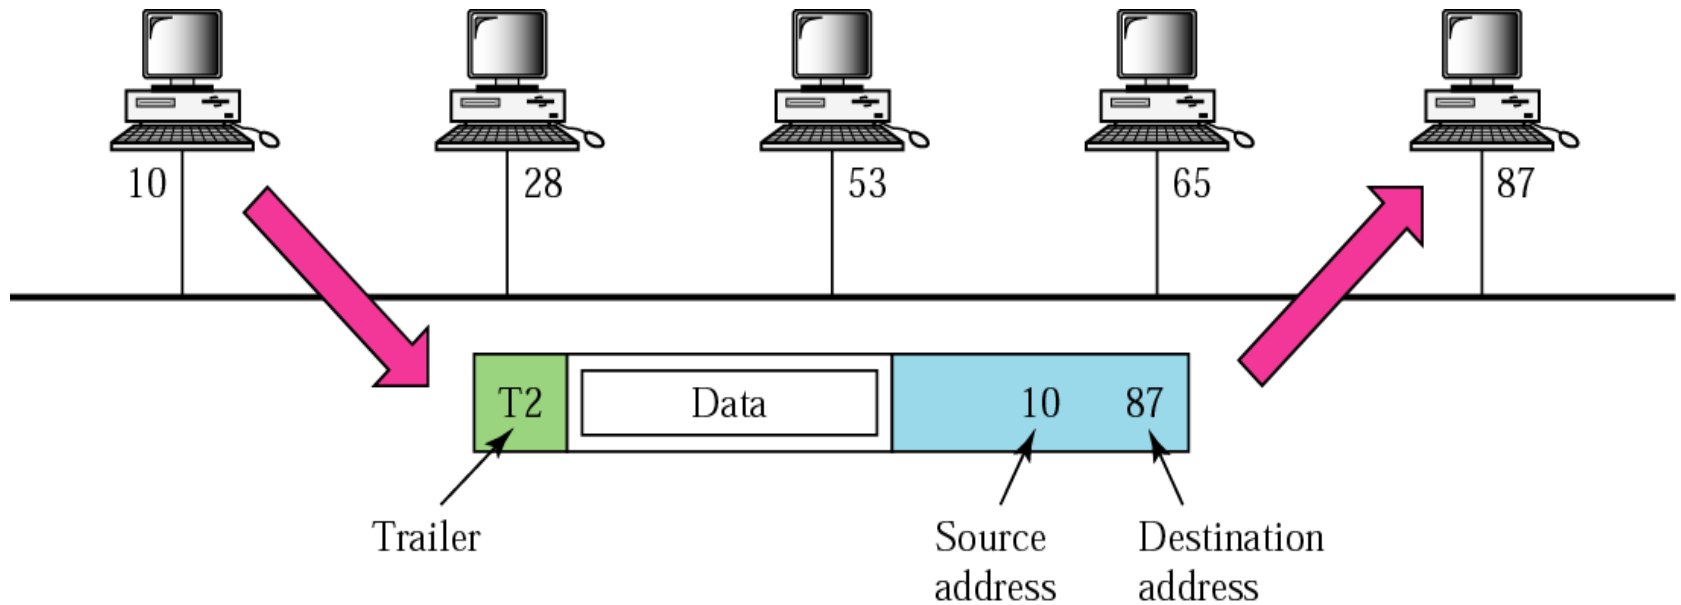 10
28
53
65
87
T2
Data
10
87
Trailer
Source
address
Destination
address